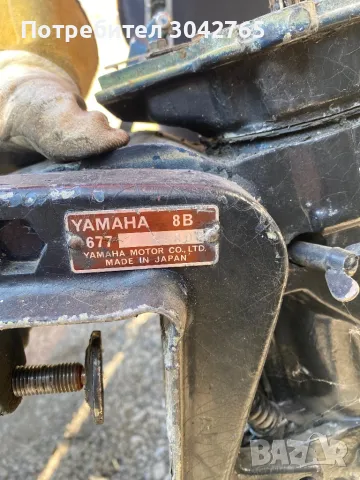 Потребител 3042765
YAMAHA 8B
677
YAMAHA MOTOR CO., LTD.
MADE IN JAPAN
BAZAR